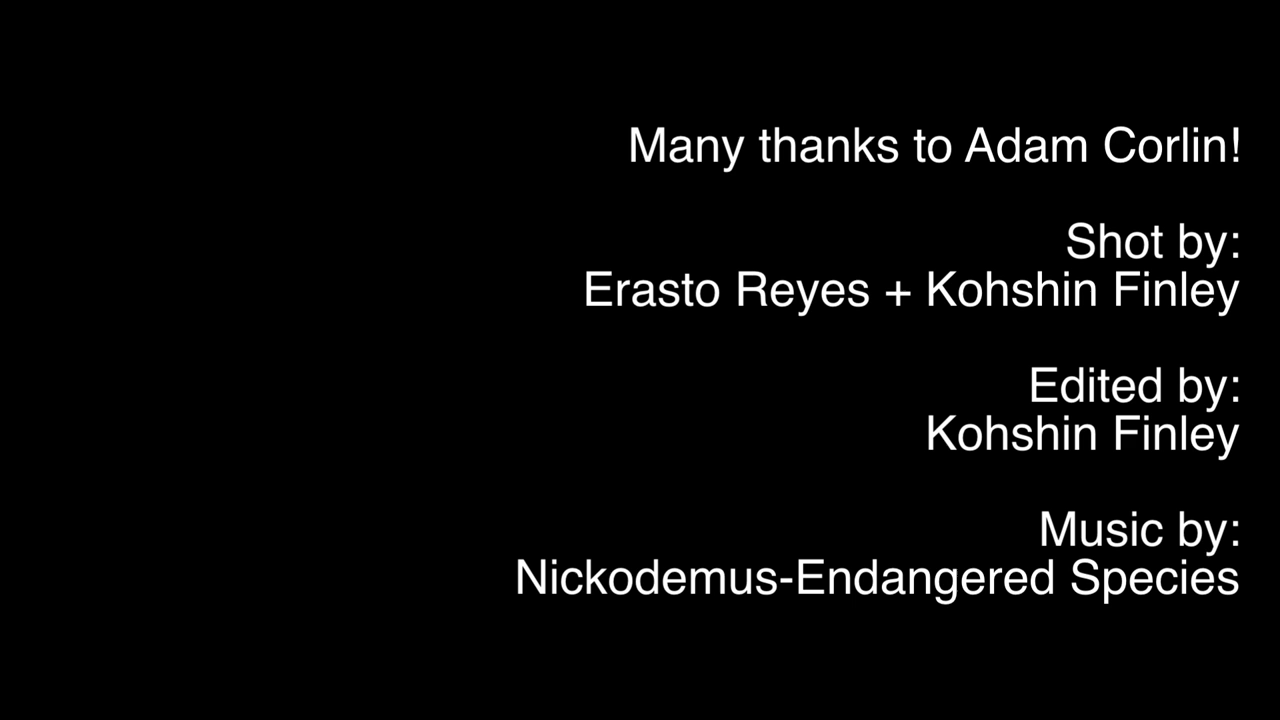 Many thanks to Adam Corlin!
Shot by:
Erasto Reyes + Kohshin Finley
Edited by:
Kohshin Finley
Music by:
Nickodemus-Endangered Species